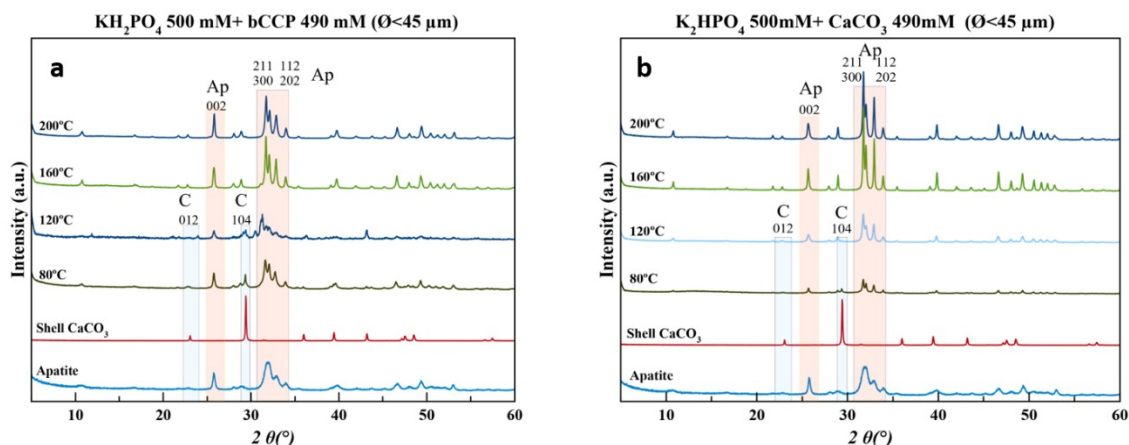 KH₂PO₄ 500 mM+ bCCP 490 mM (Ø<45 µm)
a
Ap
002
211 112
300 202
Ap
200ºC
160ºC
C
012
C
104
120ºC
80ºC
Shell CaCO₃
Apatite
Intensity (a.u.)
10 20 30 40 50 60
2 θ(°)
K₂HPO₄ 500mM+ CaCO₃ 490mM (Ø<45 µm)
b
Ap
002
Ap
211 112
300 202
200ºC
160ºC
C
012
C
104
120ºC
80ºC
Shell CaCO₃
Apatite
Intensity (a.u.)
10 20 30 40 50 60
2 θ(°)